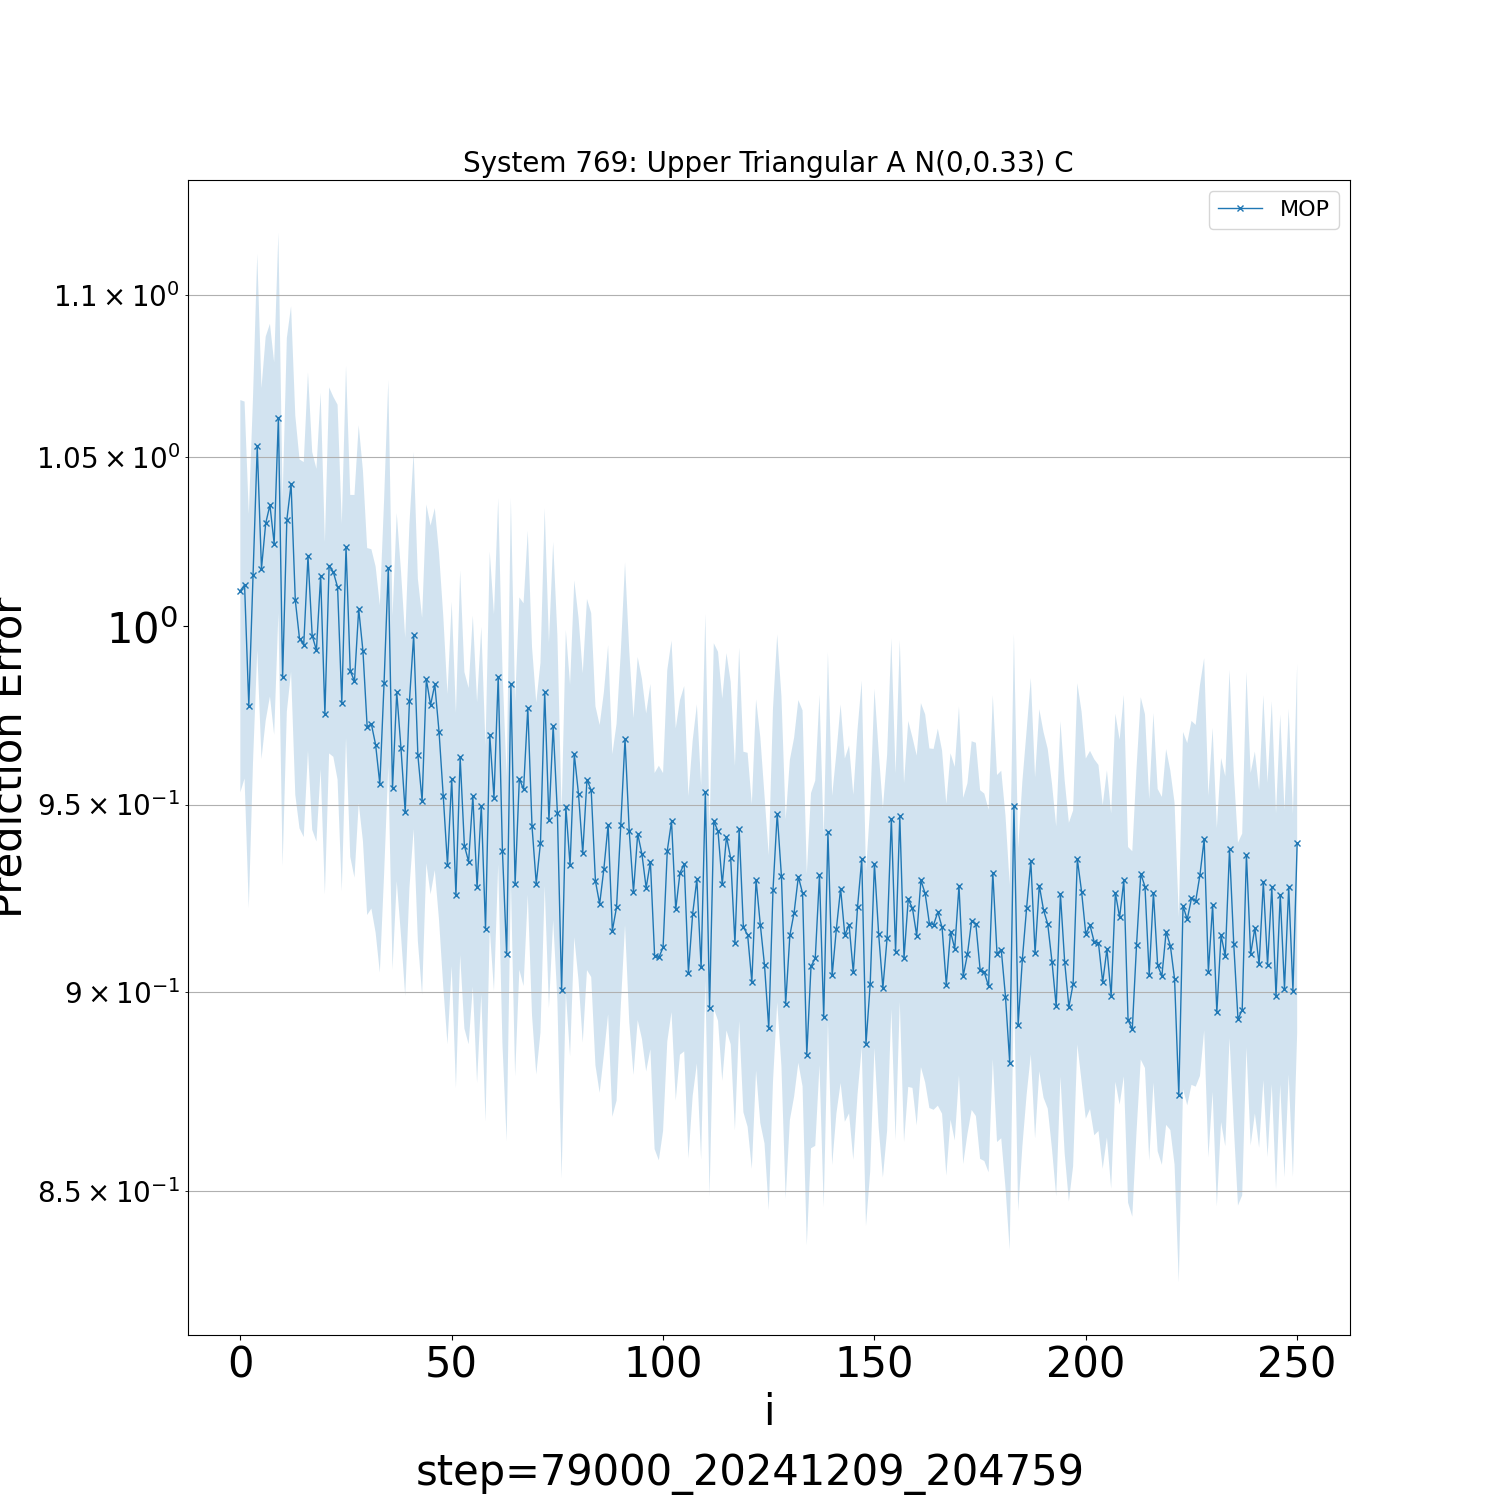 System 769: Upper Triangular A N(0,0.33) C
MOP
1.1 × 10⁰
1.05 × 10⁰
10⁰
9.5 × 10⁻¹
9 × 10⁻¹
8.5 × 10⁻¹
Prediction Error
0 50 100 150 200 250
i
step=79000_20241209_204759